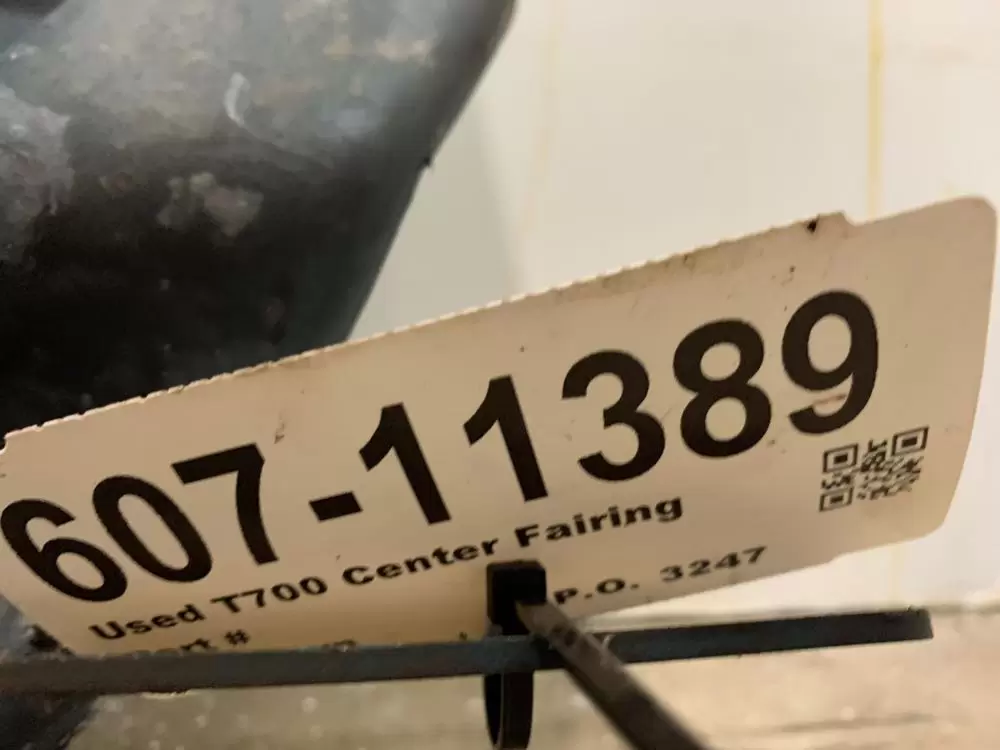 607-11389
Used T700 Center Fairing
P.O. 3247